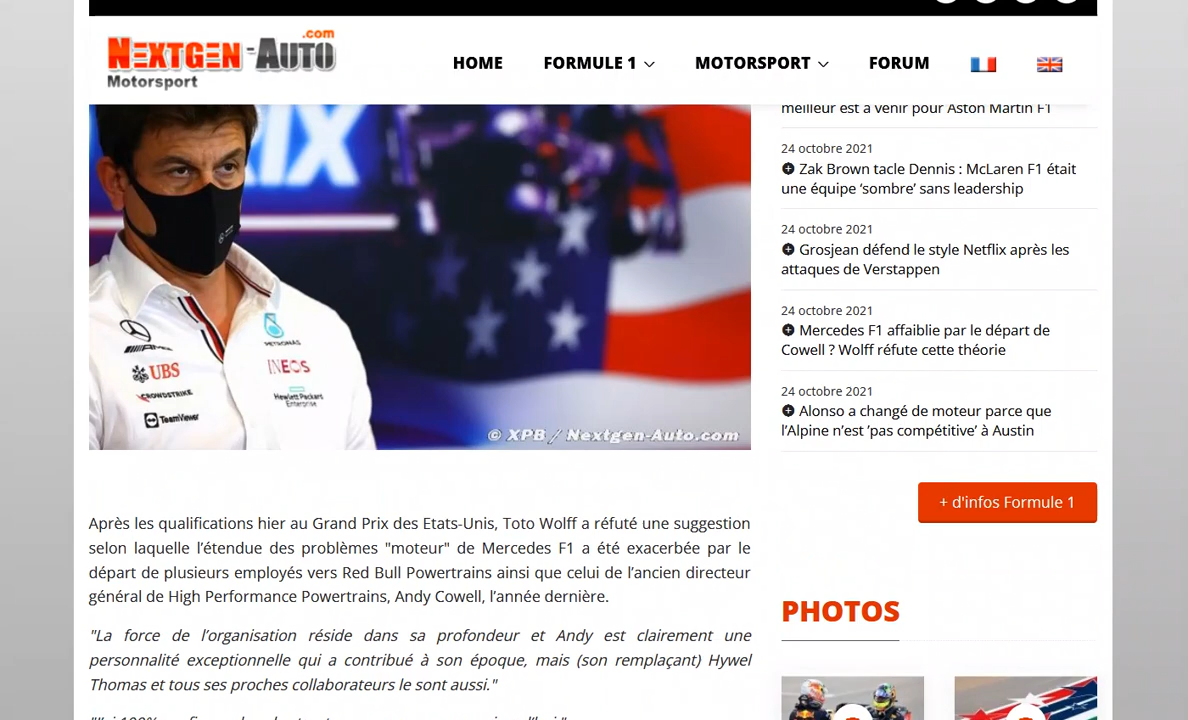 NEXTGEN-AUTO.com
Motorsport
HOME
FORMULE 1
MOTORSPORT
FORUM
PETRONAS
INEOS
UBS
CROWDSTRIKE
Hewlett Packard
Enterprise
TeamViewer
© XPB / Nextgen-Auto.com
Après les qualifications hier au Grand Prix des Etats-Unis, Toto Wolff a réfuté une suggestion
selon laquelle l’étendue des problèmes "moteur" de Mercedes F1 a été exacerbée par le
départ de plusieurs employés vers Red Bull Powertrains ainsi que celui de l’ancien directeur
général de High Performance Powertrains, Andy Cowell, l’année dernière.
"La force de l’organisation réside dans sa profondeur et Andy est clairement une
personnalité exceptionnelle qui a contribué à son époque, mais (son remplaçant) Hywel
Thomas et tous ses proches collaborateurs le sont aussi."
meilleur est à venir pour Aston Martin F1
24 octobre 2021
Zak Brown tacle Dennis : McLaren F1 était
une équipe ‘sombre’ sans leadership
24 octobre 2021
Grosjean défend le style Netflix après les
attaques de Verstappen
24 octobre 2021
Mercedes F1 affaiblie par le départ de
Cowell ? Wolff réfute cette théorie
24 octobre 2021
Alonso a changé de moteur parce que
l’Alpine n’est ’pas compétitive’ à Austin
+ d'infos Formule 1
PHOTOS